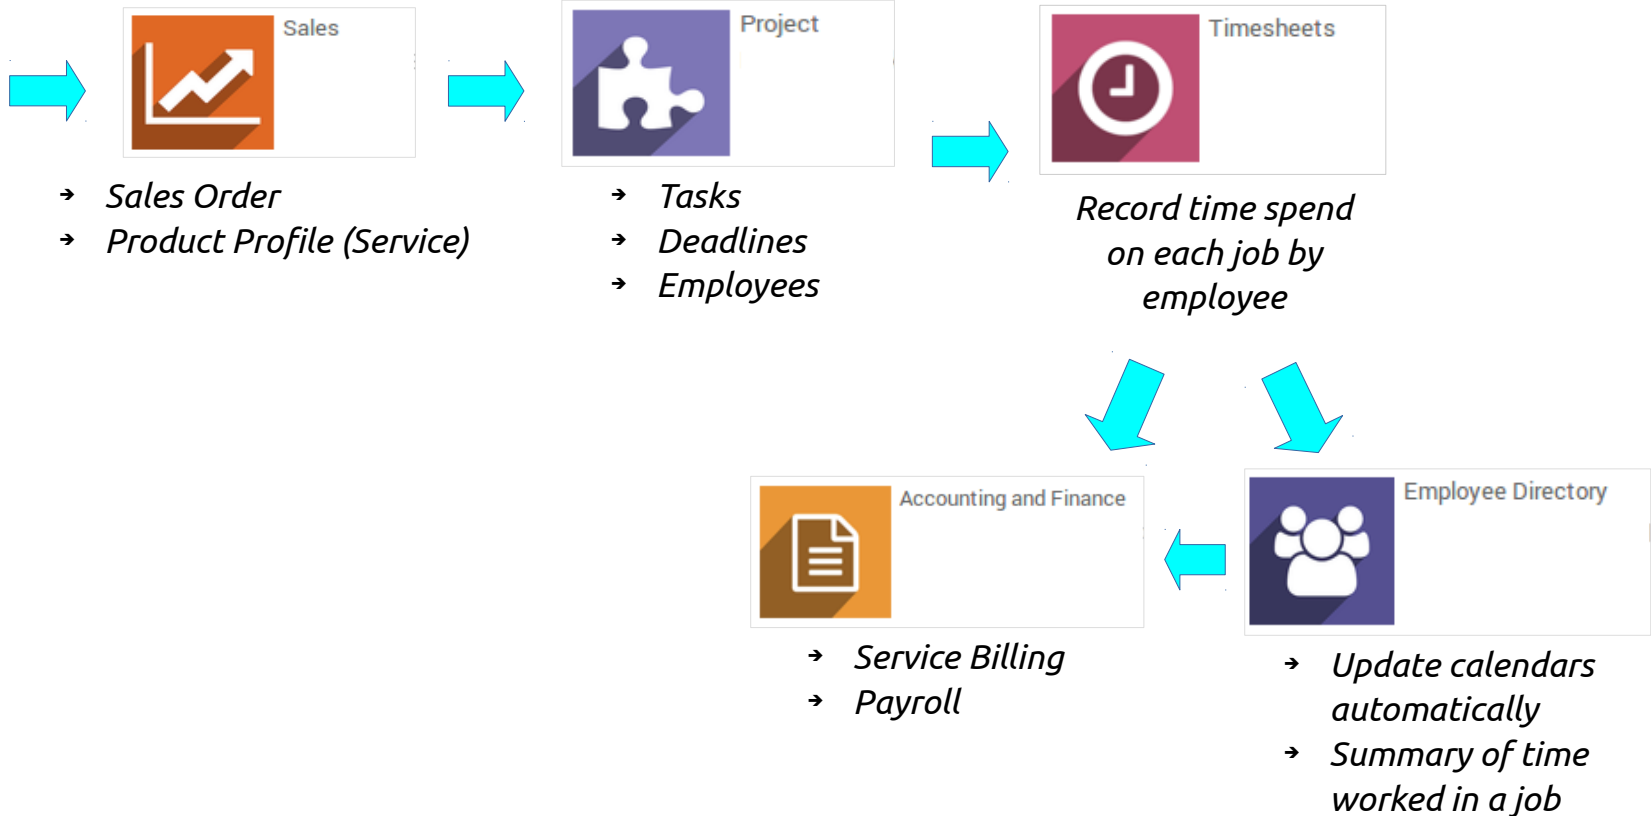 Sales
Project
Timesheets
➔ Sales Order
➔ Product Profile (Service)
➔ Tasks
➔ Deadlines
➔ Employees
Record time spend
on each job by
employee
Accounting and Finance
Employee Directory
➔ Service Billing
➔ Payroll
➔ Update calendars
automatically
➔ Summary of time
worked in a job